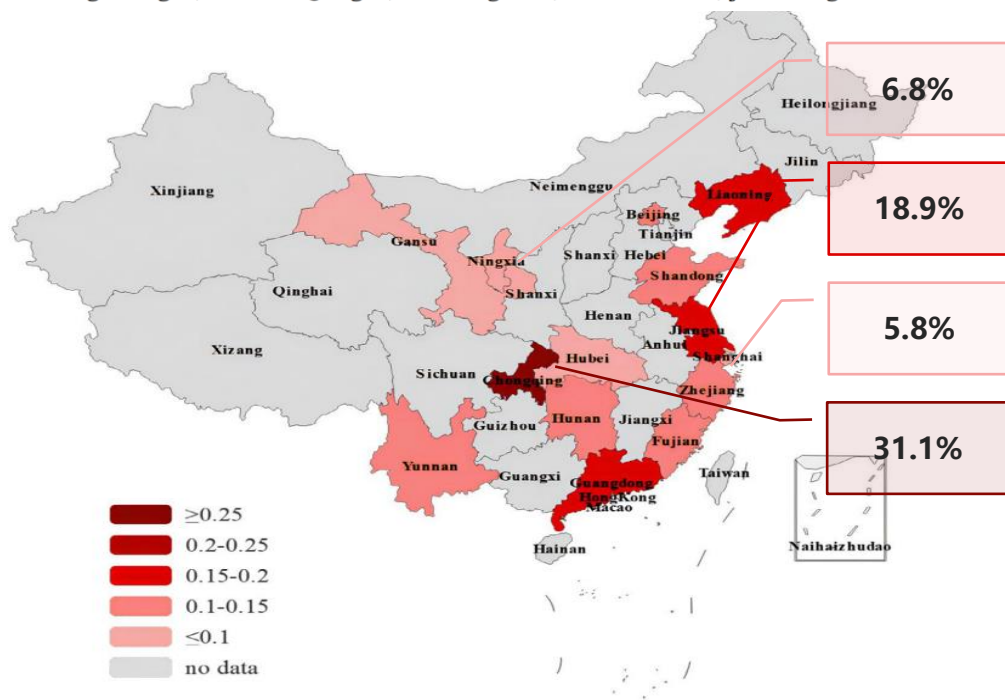 6.8%
Heilongjiang
Jilin
18.9%
Xinjiang
Neimenggu
Liaoning
Beijing
Tianjin
Gansu
Ningxia
Shanxi
Hebei
Shandong
Qinghai
Shanxi
Henan
Jiangsu
5.8%
Xizang
Anhui
Shanghai
Hubei
Sichuan
Chongqing
Zhejiang
31.1%
Guizhou
Hunan
Jiangxi
Fujian
Yunnan
Guangxi
Guangdong
HongKong
Macao
Taiwan
Hainan
Naihaizhudao
≥0.25
0.2-0.25
0.15-0.2
0.1-0.15
≤0.1
no data